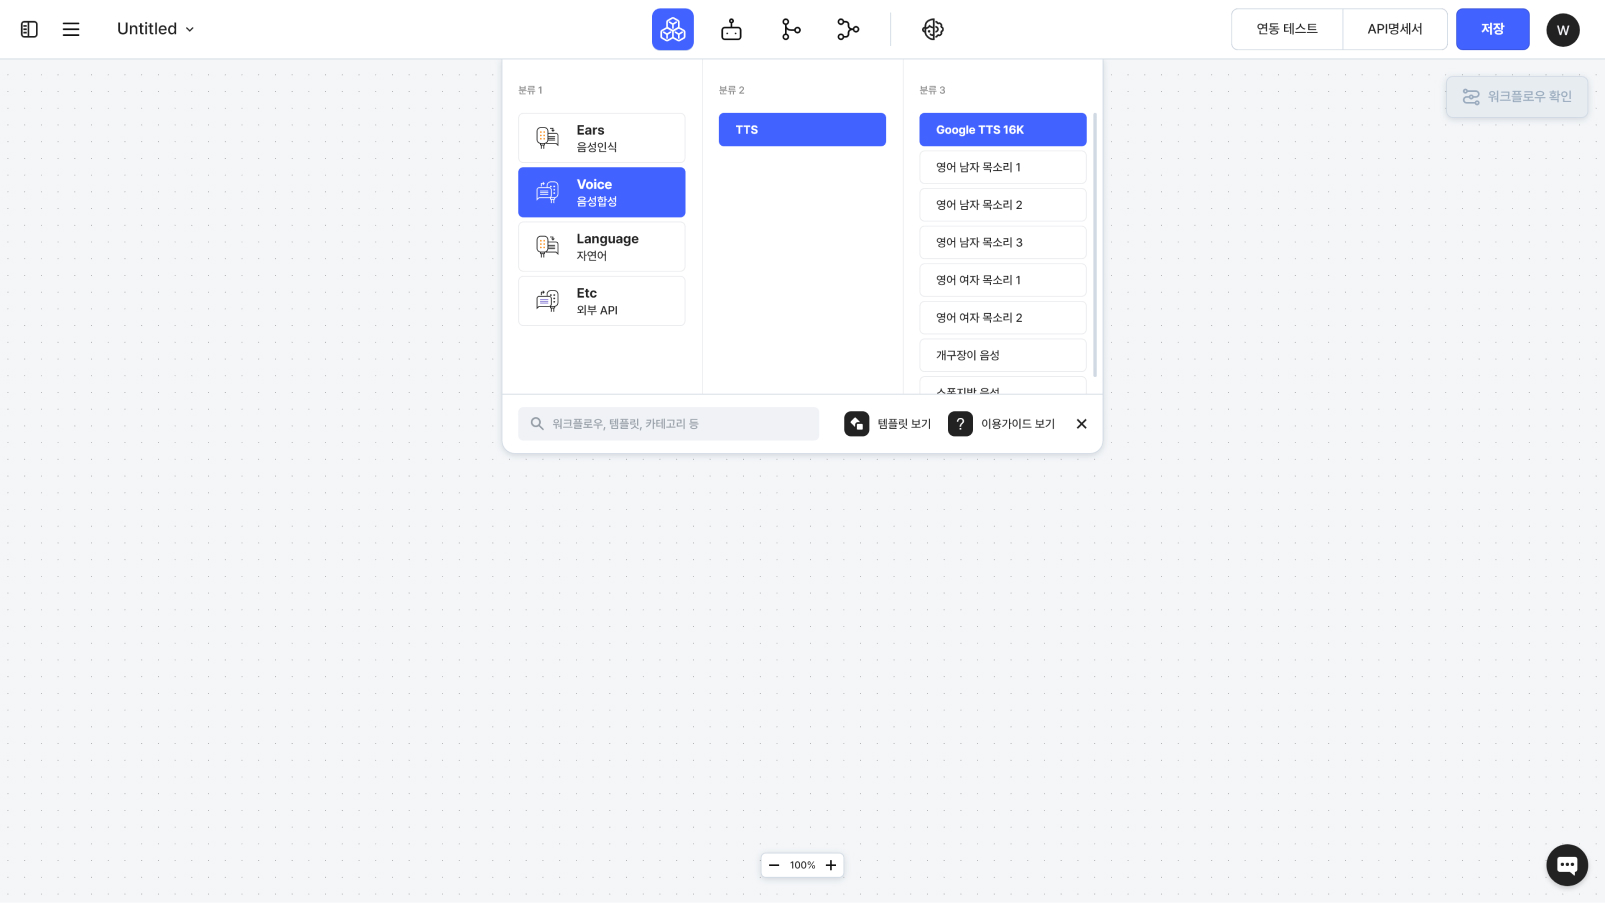 Untitled
연동 테스트
API명세서
저장
W
워크플로우 확인
분류 1
Ears
음성인식
Voice
음성합성
Language
자연어
Etc
외부 API
분류 2
TTS
분류 3
Google TTS 16K
영어 남자 목소리 1
영어 남자 목소리 2
영어 남자 목소리 3
영어 여자 목소리 1
영어 여자 목소리 2
개구장이 음성
워크플로우, 템플릿, 카테고리 등
템플릿 보기
? 이용가이드 보기
100%